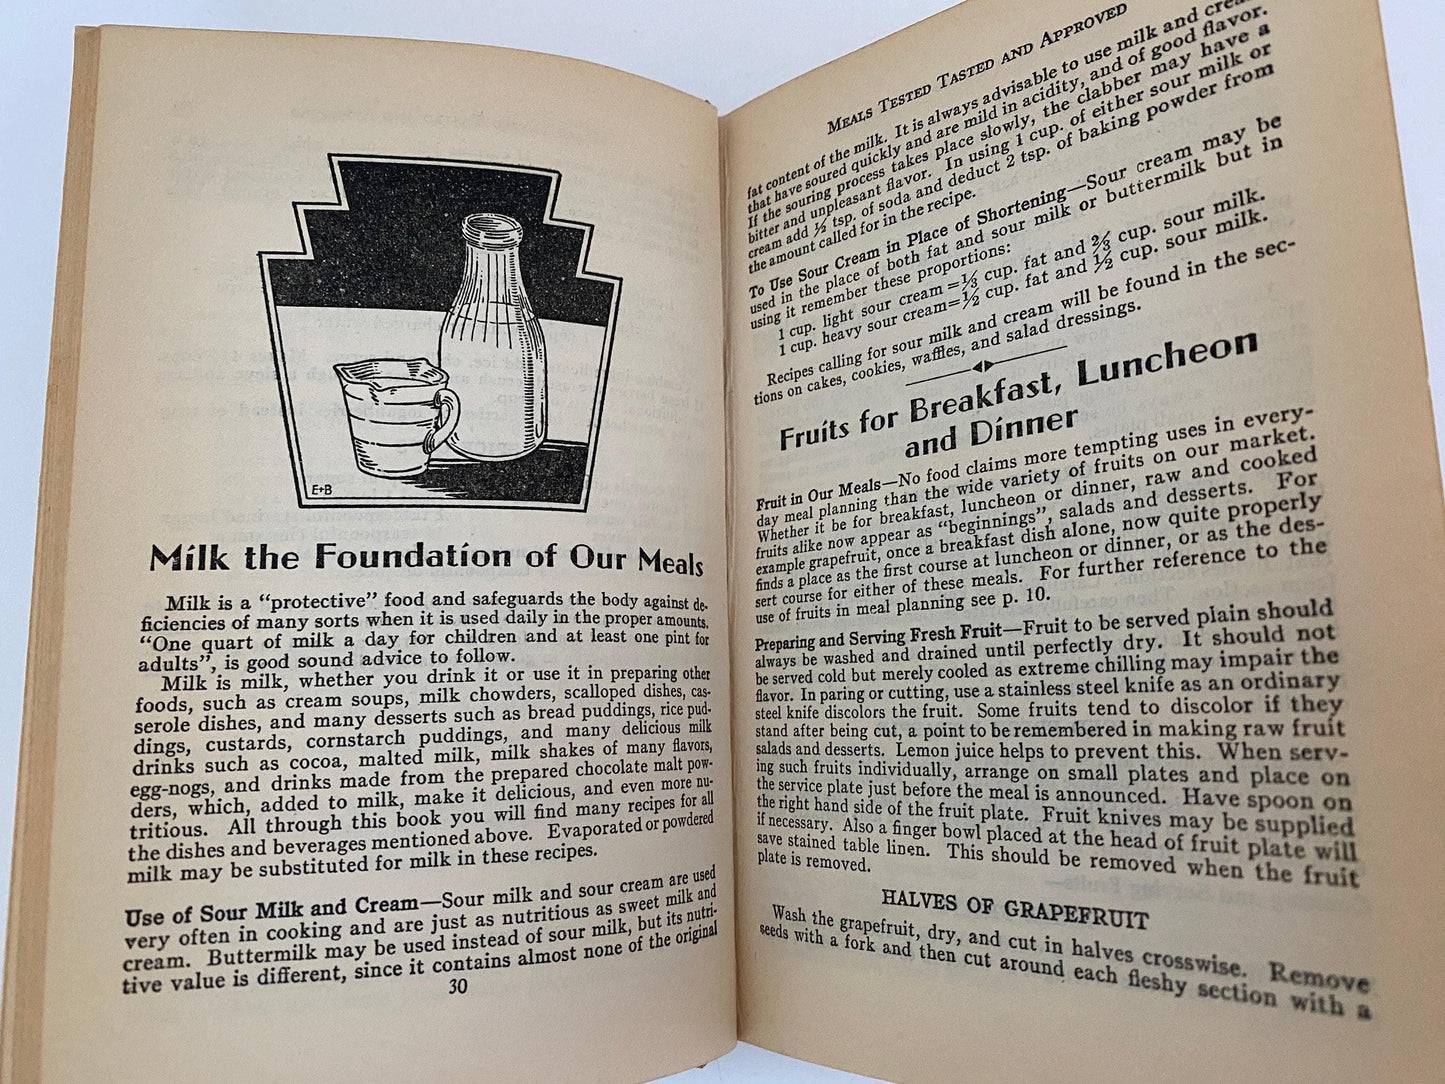 E+B
Milk the Foundation of Our Meals
Milk is a “protective” food and safeguards the body against de-
ficiencies of many sorts when it is used daily in the proper amounts.
“One quart of milk a day for children and at least one pint for
adults”, is good sound advice to follow.
Milk is milk, whether you drink it or use it in preparing other
foods, such as cream soups, milk chowders, scalloped dishes, cas-
serole dishes, and many desserts such as bread puddings, rice pud-
dings, custards, cornstarch puddings, and many delicious milk
drinks such as cocoa, malted milk, milk shakes of many flavors,
egg-nogs, and drinks made from the prepared chocolate malt pow-
ders, which, added to milk, make it delicious, and even more nu-
tritious. All through this book you will find many recipes for all
the dishes and beverages mentioned above. Evaporated or powdered
milk may be substituted for milk in these recipes.
Use of Sour Milk and Cream—Sour milk and sour cream are used
very often in cooking and are just as nutritious as sweet milk and
cream. Buttermilk may be used instead of sour milk, but its nutri-
tive value is different, since it contains almost none of the original
30
MEALS TESTED TASTED AND APPROVED
fat content of the milk. It is always advisable to use milk and cream
that have soured quickly and are mild in acidity, and of good flavor.
If the souring process takes place slowly, the clabber may have a
bitter and unpleasant flavor. In using 1 cup. of either sour milk or
cream add ½ tsp. of soda and deduct 2 tsp. of baking powder from
the amount called for in the recipe.
To Use Sour Cream in Place of Shortening—Sour cream may be
used in the place of both fat and sour milk or buttermilk but in
using it remember these proportions:
1 cup. light sour cream=⅓ cup. fat and ⅔ cup. sour milk.
1 cup. heavy sour cream=½ cup. fat and ½ cup. sour milk.
Recipes calling for sour milk and cream will be found in the sec-
tions on cakes, cookies, waffles, and salad dressings.
Fruits for Breakfast, Luncheon
and Dinner
Fruit in Our Meals—No food claims more tempting uses in every-
day meal planning than the wide variety of fruits on our market.
Whether it be for breakfast, luncheon or dinner, raw and cooked
fruits alike now appear as “beginnings”, salads and desserts. For
example grapefruit, once a breakfast dish alone, now quite properly
finds a place as the first course at luncheon or dinner, or as the des-
sert course for either of these meals. For further reference to the
use of fruits in meal planning see p. 10.
Preparing and Serving Fresh Fruit—Fruit to be served plain should
always be washed and drained until perfectly dry. It should not
be served cold but merely cooled as extreme chilling may impair the
flavor. In paring or cutting, use a stainless steel knife as an ordinary
steel knife discolors the fruit. Some fruits tend to discolor if they
stand after being cut, a point to be remembered in making raw fruit
salads and desserts. Lemon juice helps to prevent this. When serv-
ing such fruits individually, arrange on small plates and place on
the service plate just before the meal is announced. Have spoon on
the right hand side of the fruit plate. Fruit knives may be supplied
if necessary. Also a finger bowl placed at the head of fruit plate will
save stained table linen. This should be removed when the fruit
plate is removed.
HALVES OF GRAPEFRUIT
Wash the grapefruit, dry, and cut in halves crosswise. Remove
seeds with a fork and then cut around each fleshy section with a